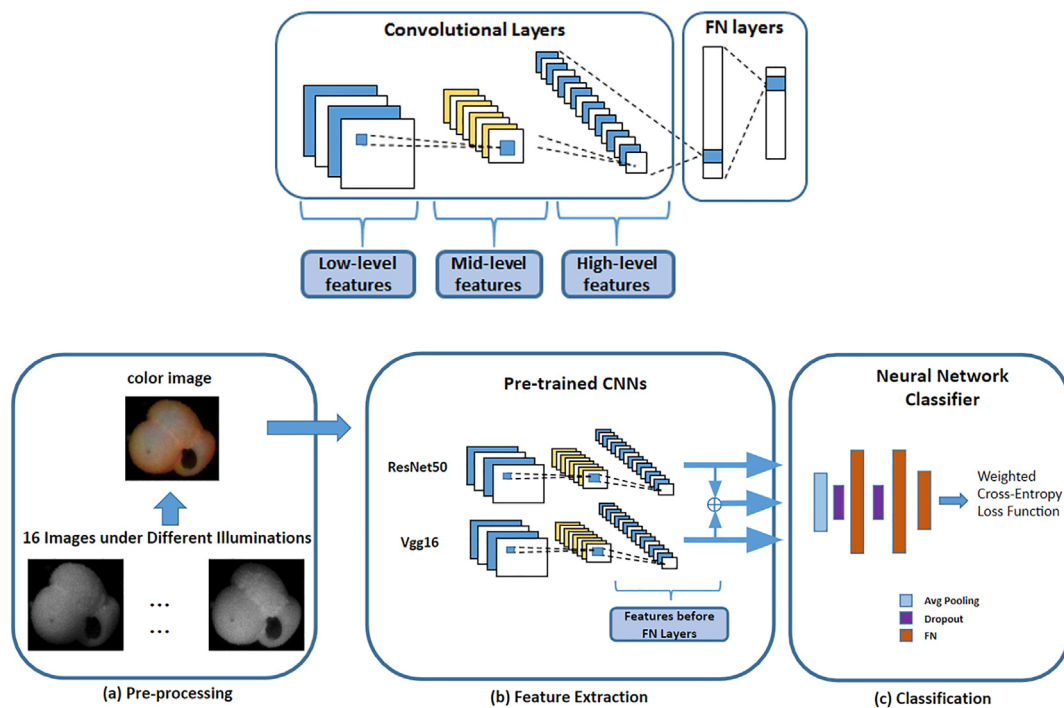 Convolutional Layers
FN layers
Low-level
features
Mid-level
features
High-level
features
color image
16 Images under Different Illuminations
...
...
(a) Pre-processing
Pre-trained CNNs
ResNet50
Vgg16
Features before
FN Layers
(b) Feature Extraction
Neural Network
Classifier
Weighted
Cross-Entropy
Loss Function
Avg Pooling
Dropout
FN
(c) Classification